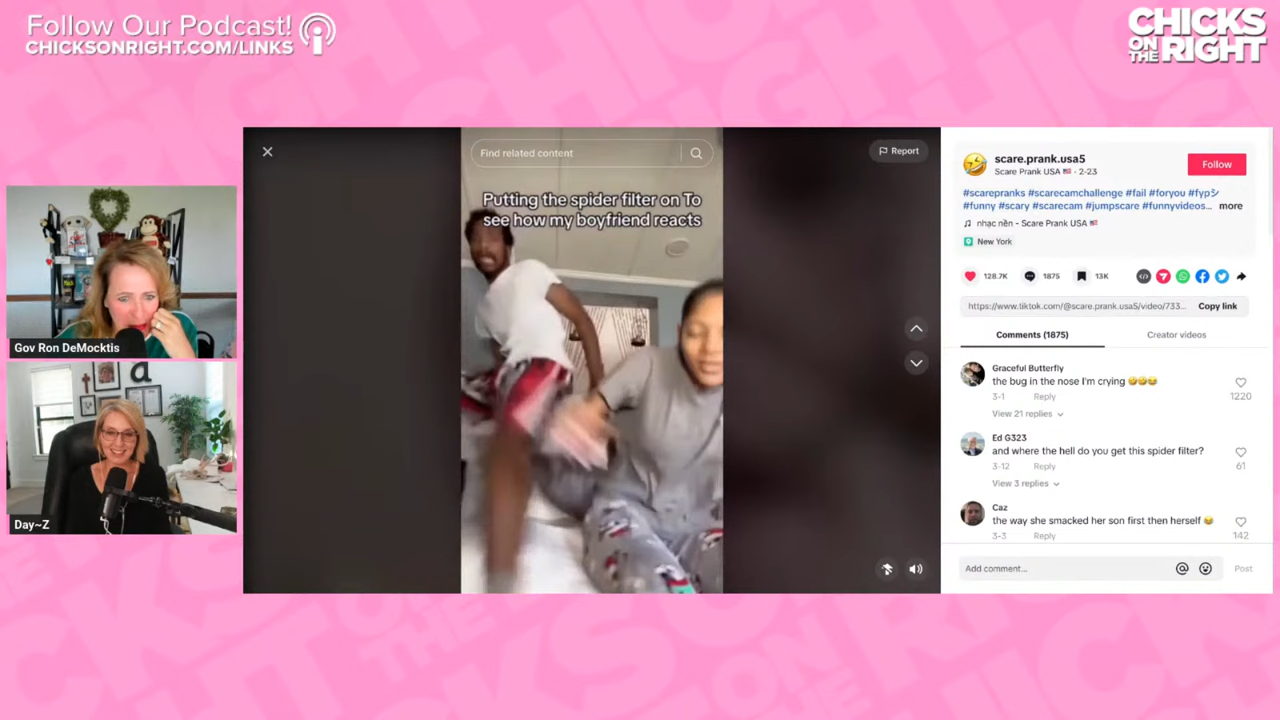 Follow Our Podcast!
CHICKSONRIGHT.COM/LINKS
CHICKS
ON THE
RIGHT
Find related content
Report
Putting the spider filter on To
see how my boyfriend reacts
scare.prank.usa5
Scare Prank USA 🇺🇸 · 2-23
Follow
#scarepranks #scarecamchallenge #fail #foryou #fypシ
#funny #scary #scarecam #jumpscare #funnyvideos... more
nhạc nền - Scare Prank USA 🇺🇸
New York
128.7K 1875 13K
https://www.tiktok.com/@scare.prank.usa5/video/733... Copy link
Comments (1875) Creator videos
Graceful Butterfly
the bug in the nose I'm crying 🤣🤣😂
3-1 Reply 1220
View 21 replies
Ed G323
and where the hell do you get this spider filter?
3-12 Reply 61
View 3 replies
Caz
the way she smacked her son first then herself 😂
3-3 Reply 142
Add comment... Post
Gov Ron DeMocktis
a
Day~Z